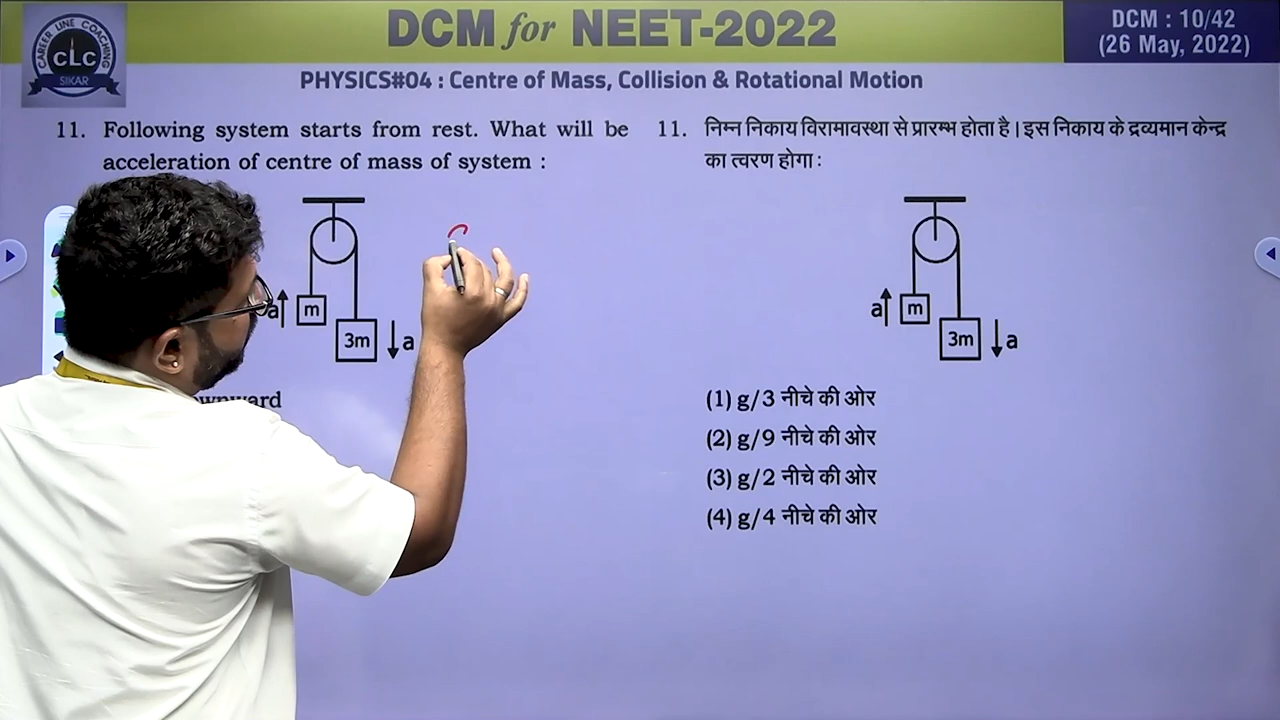 DCM for NEET-2022
DCM : 10/42
(26 May, 2022)
CAREER LINE COACHING
CLC
SIKAR
PHYSICS#04 : Centre of Mass, Collision & Rotational Motion
11. Following system starts from rest. What will be
acceleration of centre of mass of system :
a
m
3m
a
11. निम्न निकाय विरामावस्था से प्रारम्भ होता है। इस निकाय के द्रव्यमान केन्द्र
का त्वरण होगा :
a
m
3m
a
(1) g/3 नीचे की ओर
(2) g/9 नीचे की ओर
(3) g/2 नीचे की ओर
(4) g/4 नीचे की ओर